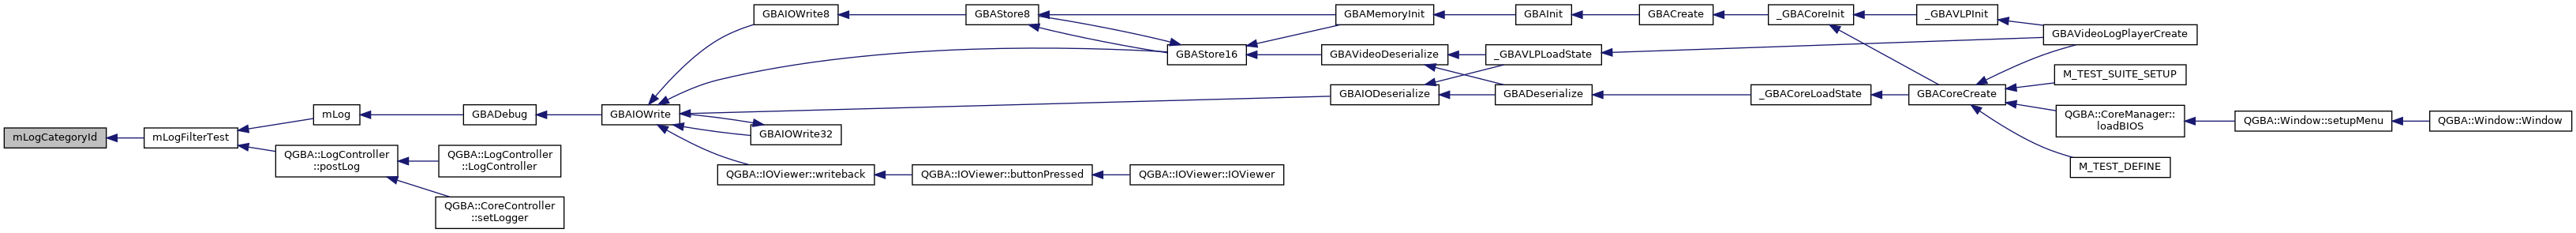 mLogCategoryId
mLogFilterTest
mLog
QGBA::LogController
::postLog
GBADebug
QGBA::LogController
::LogController
QGBA::CoreController
::setLogger
GBAIOWrite
GBAIOWrite8
GBAStore8
GBAStore16
GBAMemoryInit
GBAInit
GBACreate
_GBACoreInit
_GBAVLPInit
GBAVideoLogPlayerCreate
GBAVideoDeserialize
_GBAVLPLoadState
GBAIODeserialize
GBADeserialize
_GBACoreLoadState
GBACoreCreate
M_TEST_SUITE_SETUP
QGBA::CoreManager::
loadBIOS
QGBA::Window::setupMenu
QGBA::Window::Window
M_TEST_DEFINE
GBAIOWrite32
QGBA::IOViewer::writeback
QGBA::IOViewer::buttonPressed
QGBA::IOViewer::IOViewer